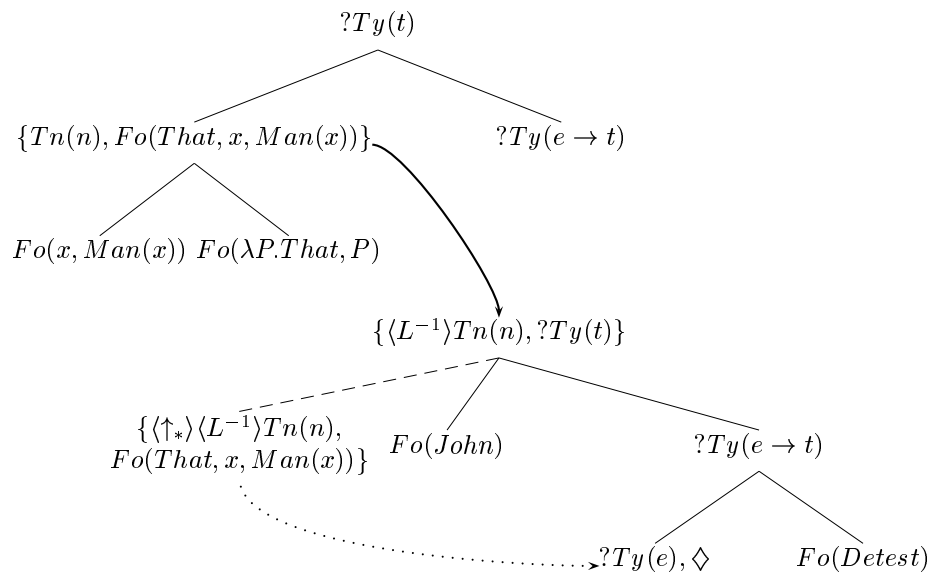 ?Ty(t)
{Tn(n), Fo(That, x, Man(x))} ?Ty(e → t)
Fo(x, Man(x)) Fo(λP.That, P)
{⟨L⁻¹⟩Tn(n), ?Ty(t)}
{⟨↑∗⟩⟨L⁻¹⟩Tn(n),
Fo(That, x, Man(x))} Fo(John) ?Ty(e → t)
?Ty(e), ◇ Fo(Detest)